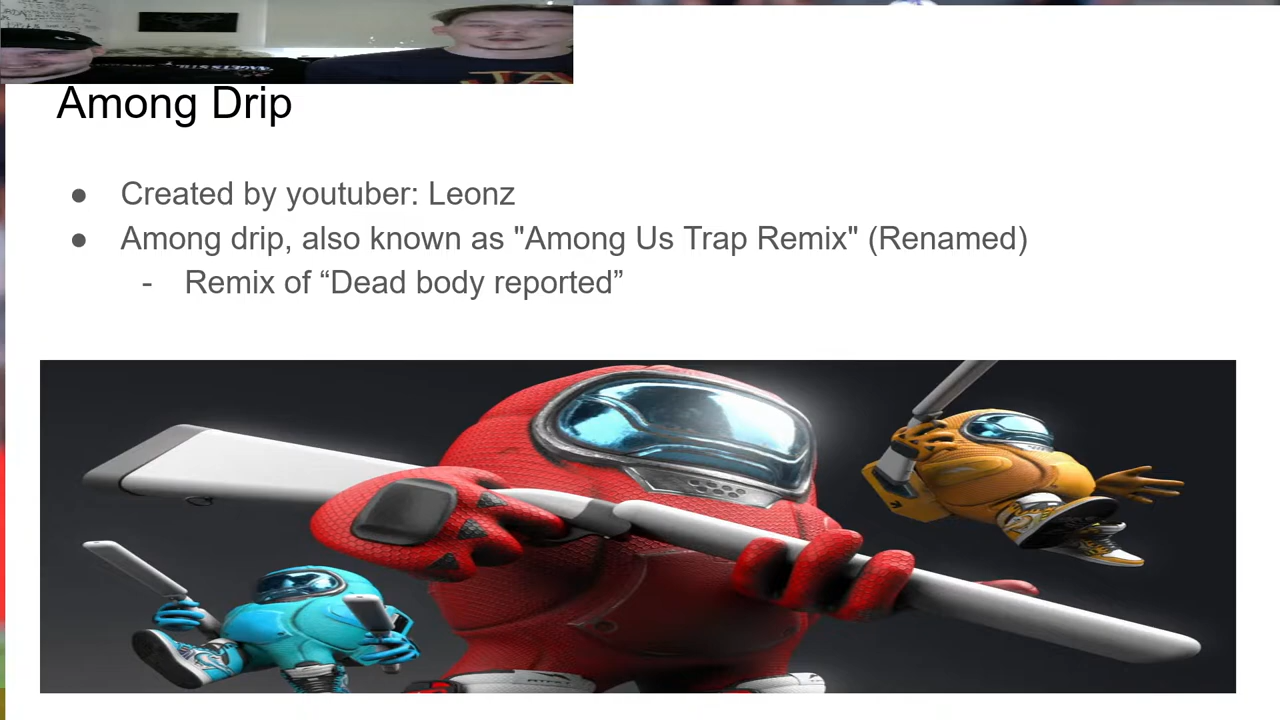 JA
Among Drip
● Created by youtuber: Leonz
● Among drip, also known as "Among Us Trap Remix" (Renamed)
- Remix of “Dead body reported”